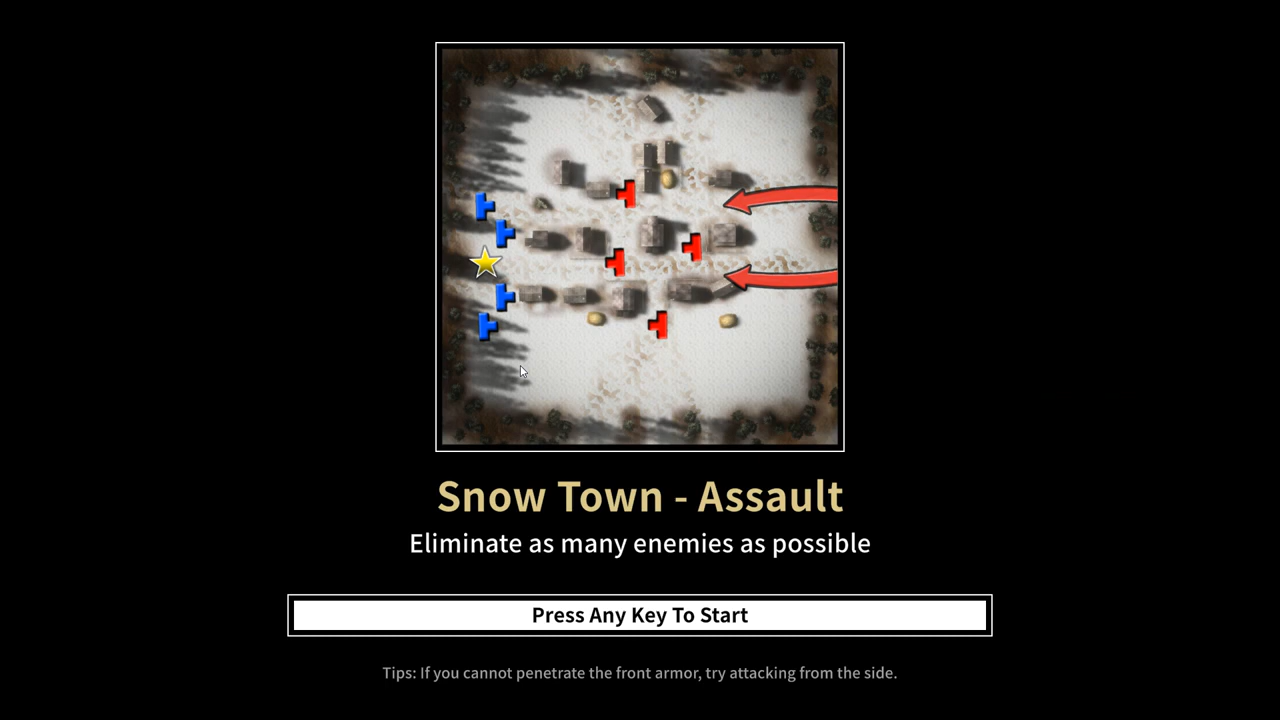 Snow Town - Assault
Eliminate as many enemies as possible
Press Any Key To Start
Tips: If you cannot penetrate the front armor, try attacking from the side.